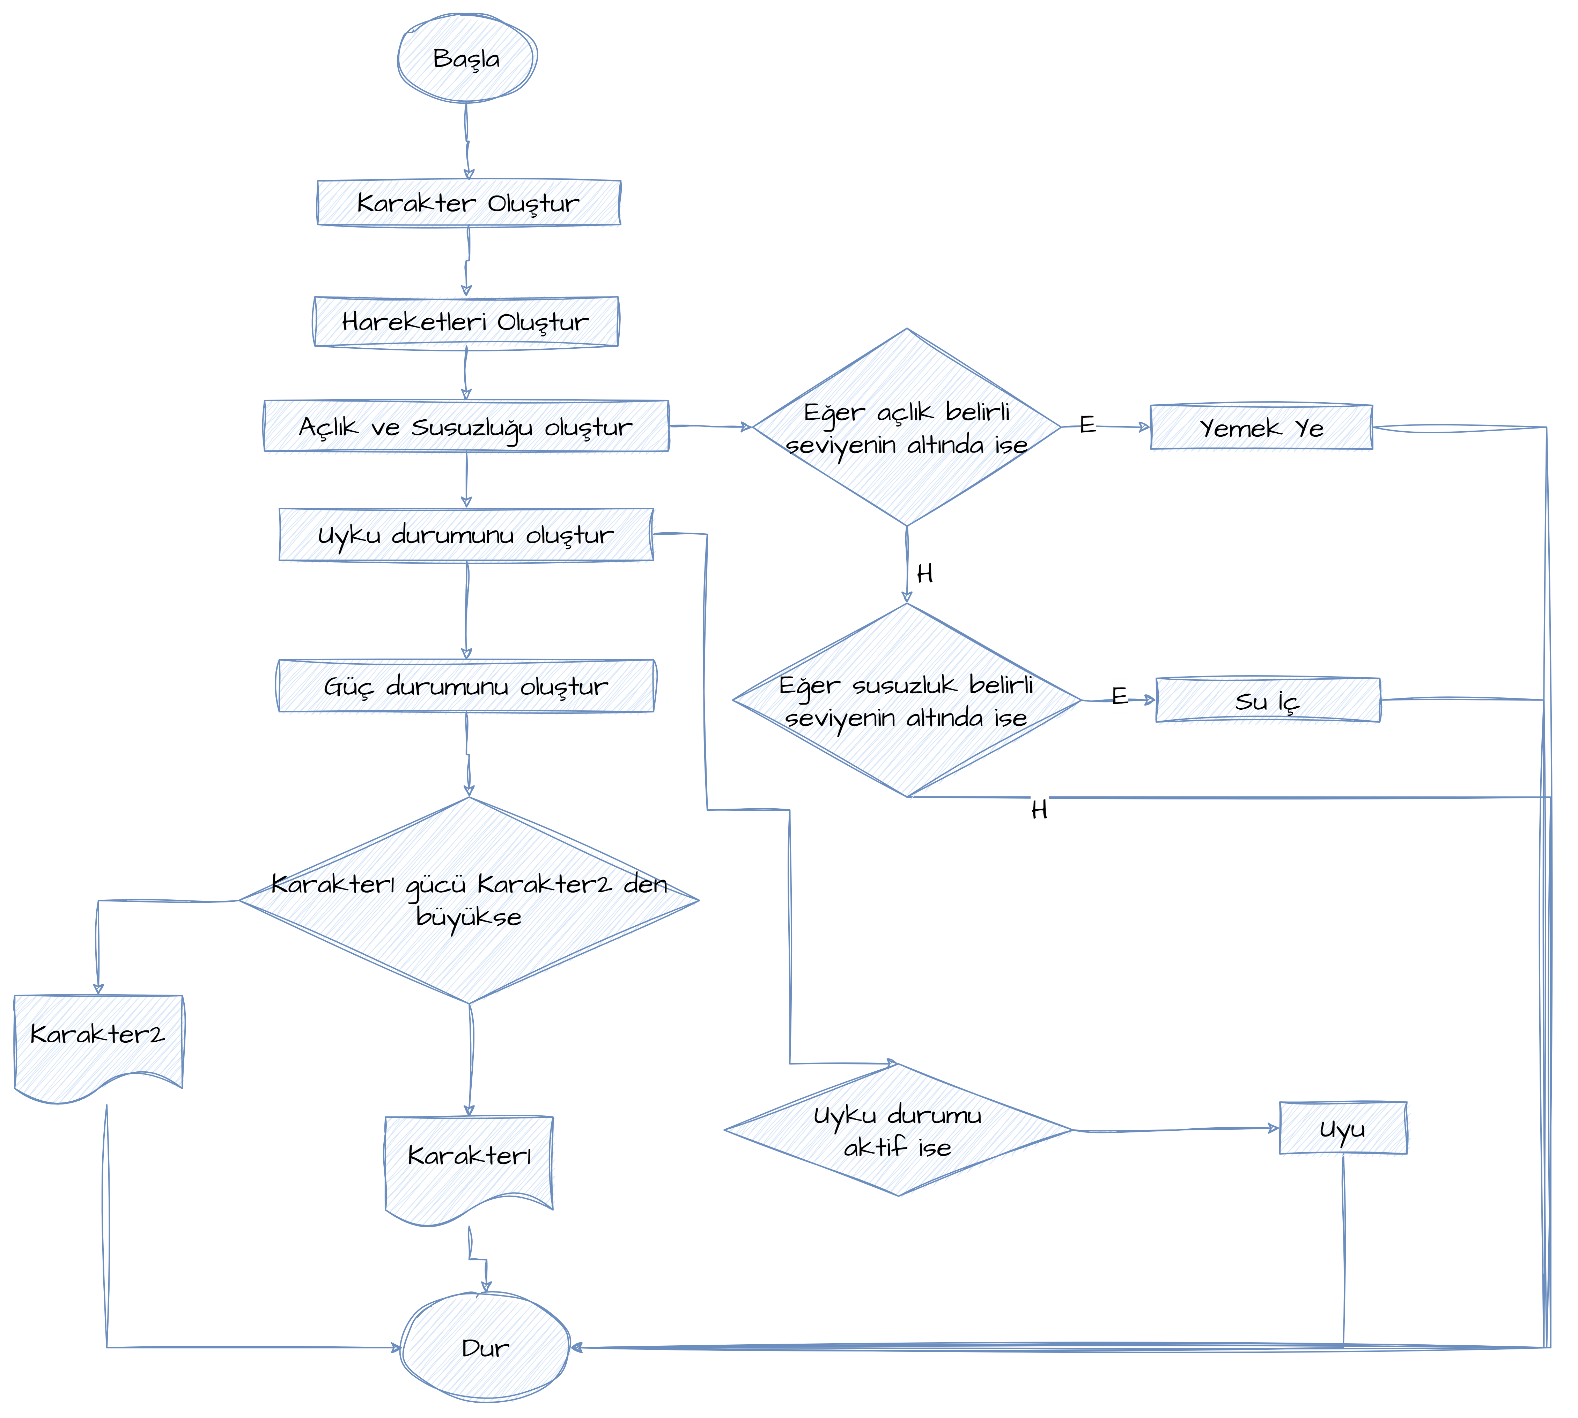 Başla
Karakter Oluştur
Hareketleri Oluştur
Açlık ve Susuzluğu oluştur
Eğer açlık belirli
seviyenin altında ise
E
Yemek Ye
Uyku durumunu oluştur
H
Güç durumunu oluştur
Eğer susuzluk belirli
seviyenin altında ise
E
Su İç
H
Karakter1 gücü Karakter2 den
büyükse
Karakter2
Karakter1
Uyku durumu
aktif ise
Uyu
Dur